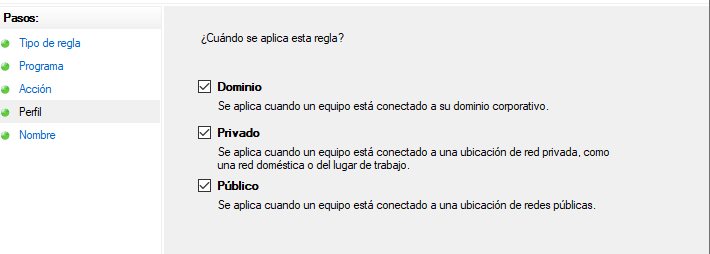 Pasos:
Tipo de regla
Programa
Acción
Perfil
Nombre
¿Cuándo se aplica esta regla?
Dominio
Se aplica cuando un equipo está conectado a su dominio corporativo.
Privado
Se aplica cuando un equipo está conectado a una ubicación de red privada, como
una red doméstica o del lugar de trabajo.
Público
Se aplica cuando un equipo está conectado a una ubicación de redes públicas.